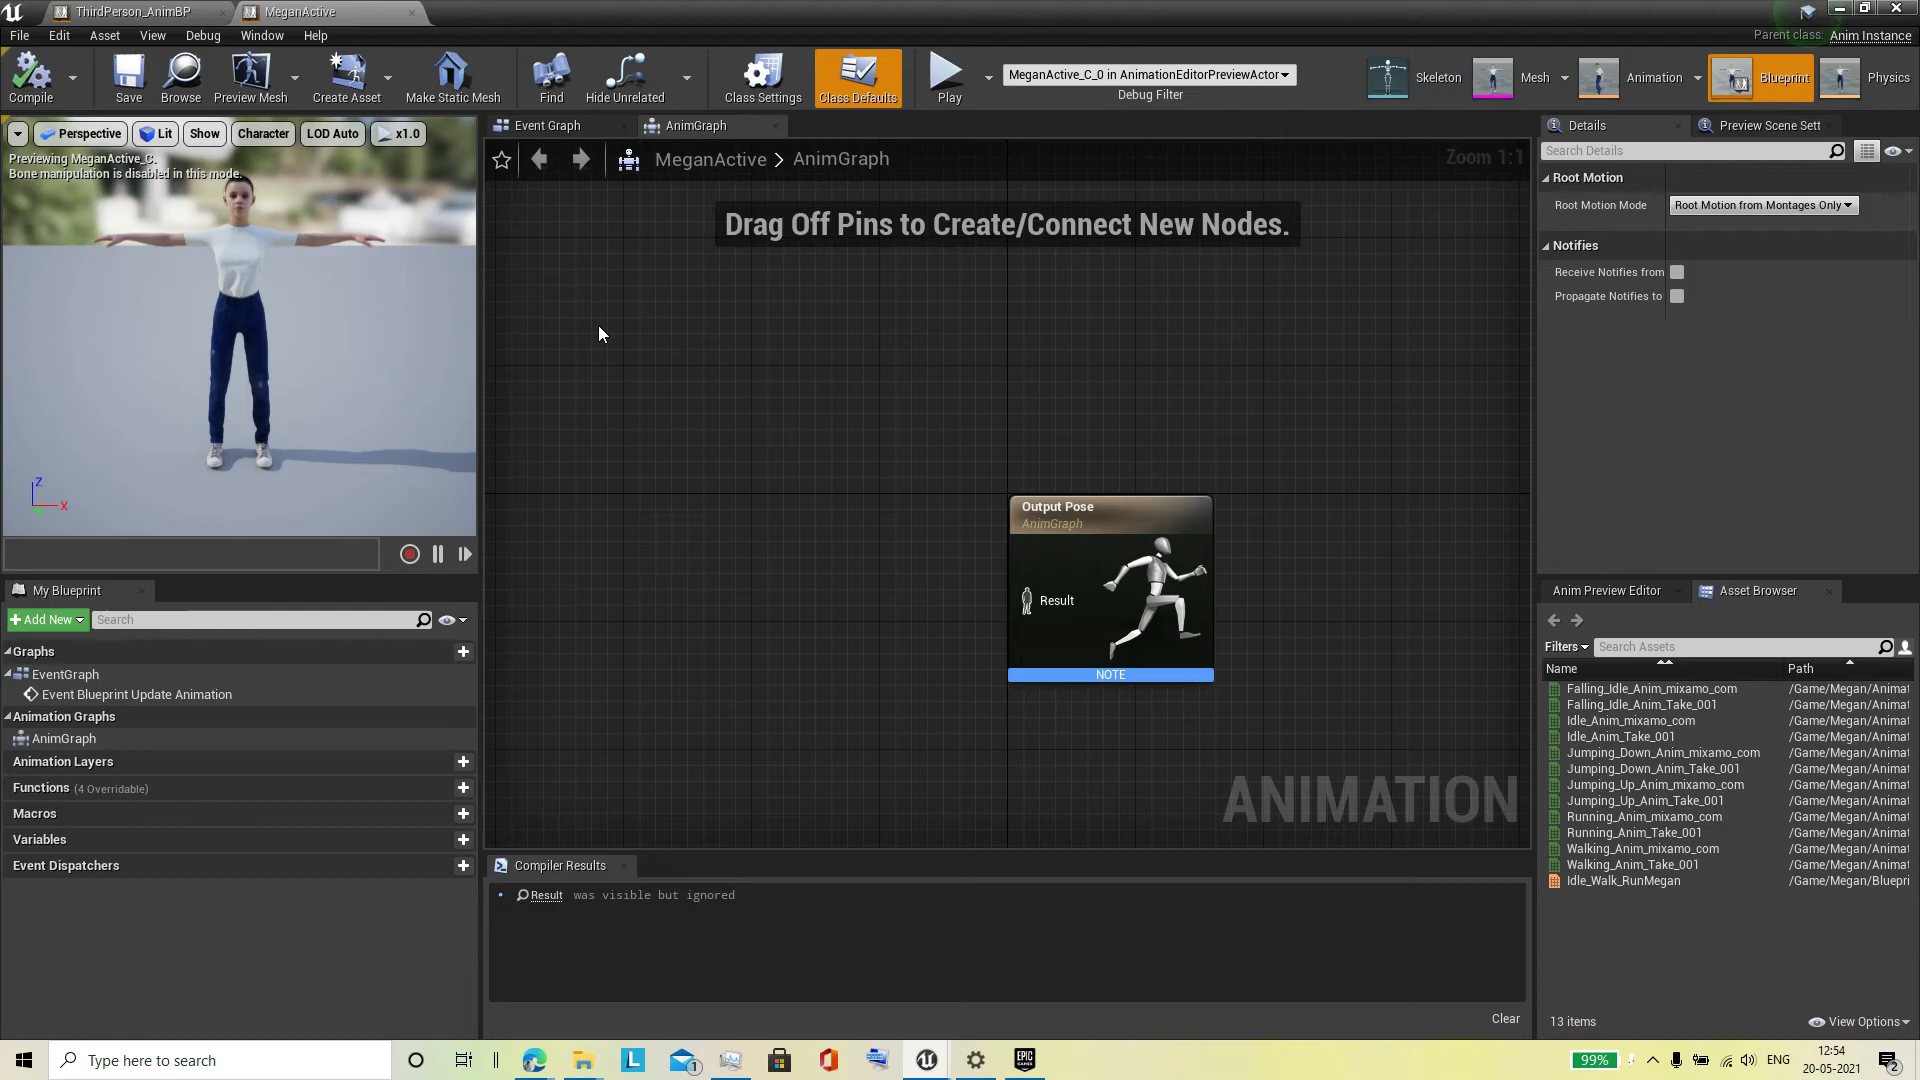 ThirdPerson_AnimBP
MeganActive
File Edit Asset View Debug Window Help
Parent class: Anim Instance
Compile
Save
Browse
Preview Mesh
Create Asset
Make Static Mesh
Find
Hide Unrelated
Class Settings
Class Defaults
Play
MeganActive_C_0 in AnimationEditorPreviewActor
Debug Filter
Skeleton
Mesh
Animation
Blueprint
Physics
Perspective
Lit
Show
Character
LOD Auto
x1.0
Previewing MeganActive_C.
Bone manipulation is disabled in this mode.
Z
X
Event Graph
AnimGraph
MeganActive > AnimGraph
Zoom 1:1
Drag Off Pins to Create/Connect New Nodes.
Output Pose
AnimGraph
Result
NOTE
ANIMATION
My Blueprint
Add New
Search
Graphs
EventGraph
Event Blueprint Update Animation
Animation Graphs
AnimGraph
Animation Layers
Functions (4 Overridable)
Macros
Variables
Event Dispatchers
Compiler Results
Result was visible but ignored
Clear
Details
Preview Scene Sett
Search Details
Root Motion
Root Motion Mode
Root Motion from Montages Only
Notifies
Receive Notifies from
Propagate Notifies to
Anim Preview Editor
Asset Browser
Filters
Search Assets
Name
Path
Falling_Idle_Anim_mixamo_com /Game/Megan/Animat
Falling_Idle_Anim_Take_001 /Game/Megan/Animat
Idle_Anim_mixamo_com /Game/Megan/Animat
Idle_Anim_Take_001 /Game/Megan/Animat
Jumping_Down_Anim_mixamo_com /Game/Megan/Animat
Jumping_Down_Anim_Take_001 /Game/Megan/Animat
Jumping_Up_Anim_mixamo_com /Game/Megan/Animat
Jumping_Up_Anim_Take_001 /Game/Megan/Animat
Running_Anim_mixamo_com /Game/Megan/Animat
Running_Anim_Take_001 /Game/Megan/Animat
Walking_Anim_mixamo_com /Game/Megan/Animat
Walking_Anim_Take_001 /Game/Megan/Animat
Idle_Walk_RunMegan /Game/Megan/Bluepri
13 items
View Options
Type here to search
L
1
EPIC
GAMES
99%
ENG
12:54
20-05-2021
2